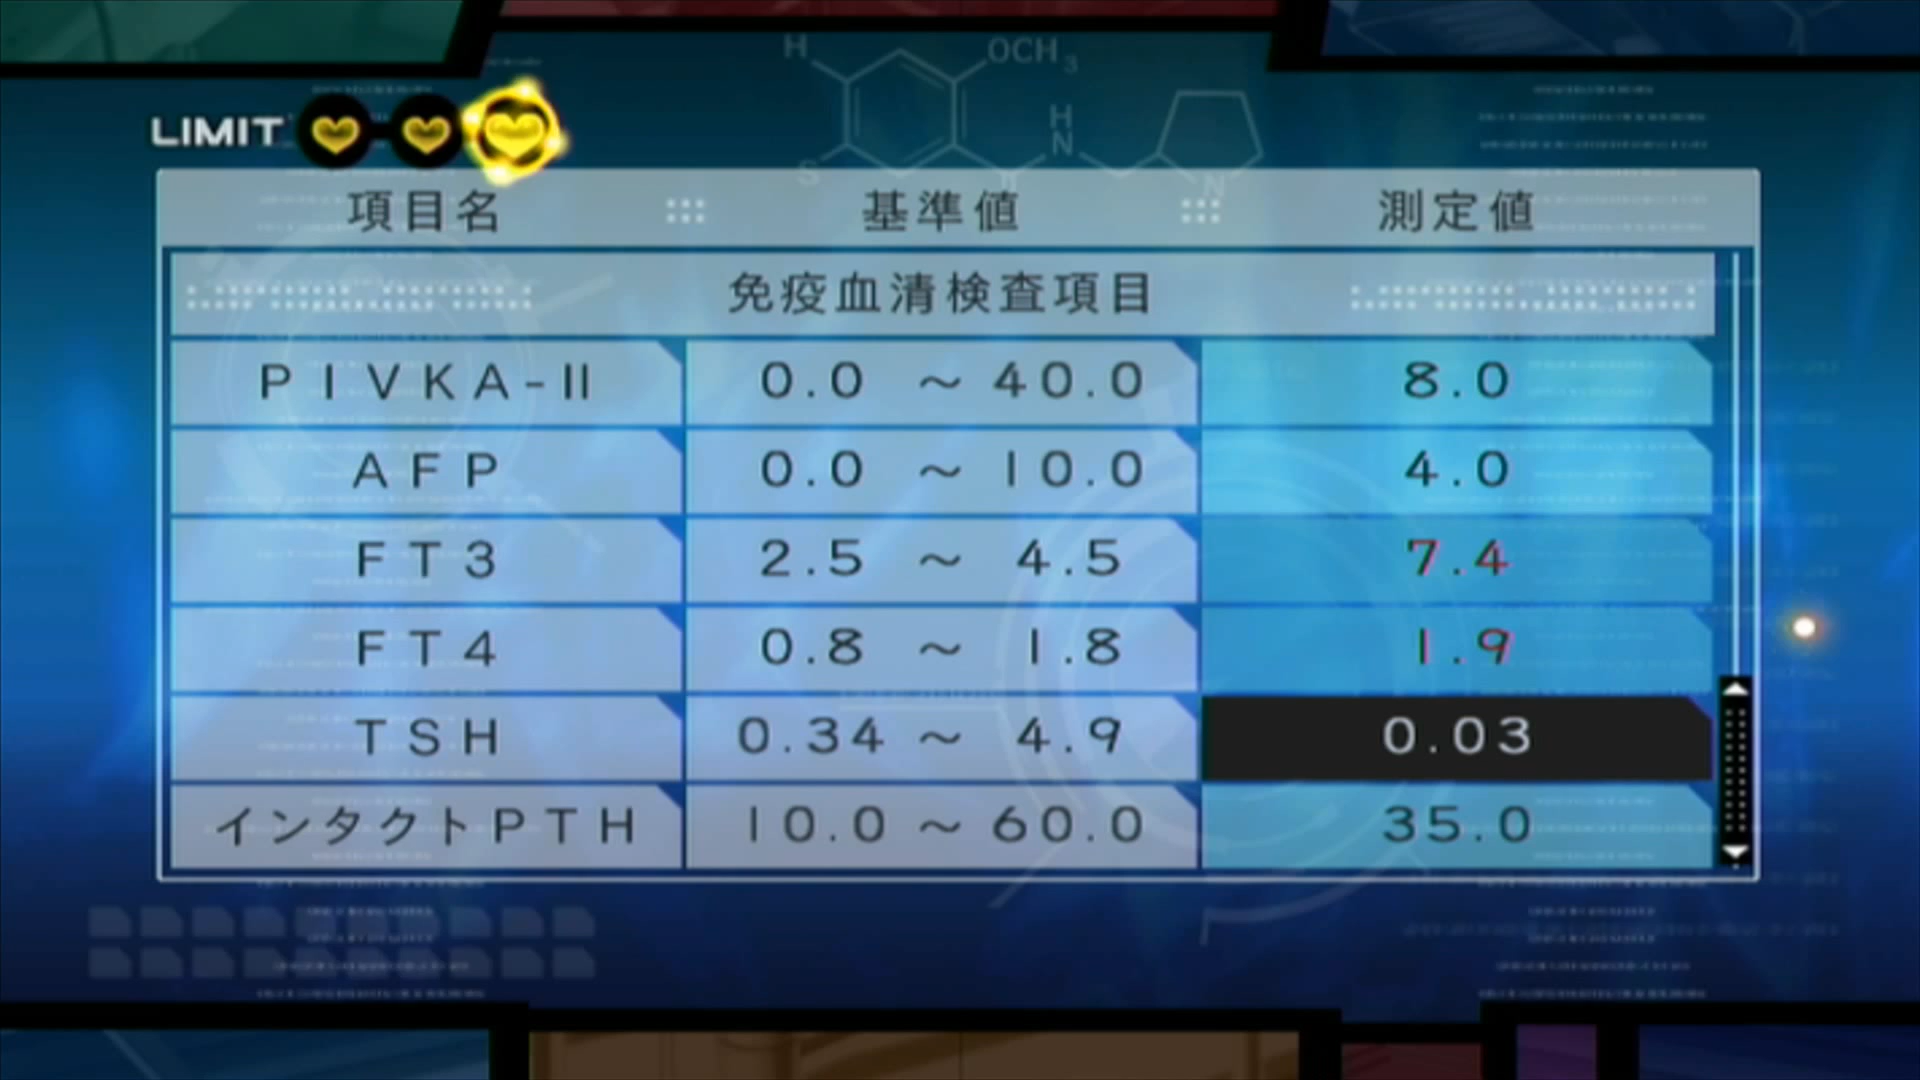 H
OCH3
H
N
S
N
LIMIT
項目名 基準値 測定値
免疫血清検査項目
PIVKA-II 0.0 ～ 40.0 8.0
AFP 0.0 ～ 10.0 4.0
FT3 2.5 ～ 4.5 7.4
FT4 0.8 ～ 1.8 1.9
TSH 0.34 ～ 4.9 0.03
インタクトPTH 10.0 ～ 60.0 35.0